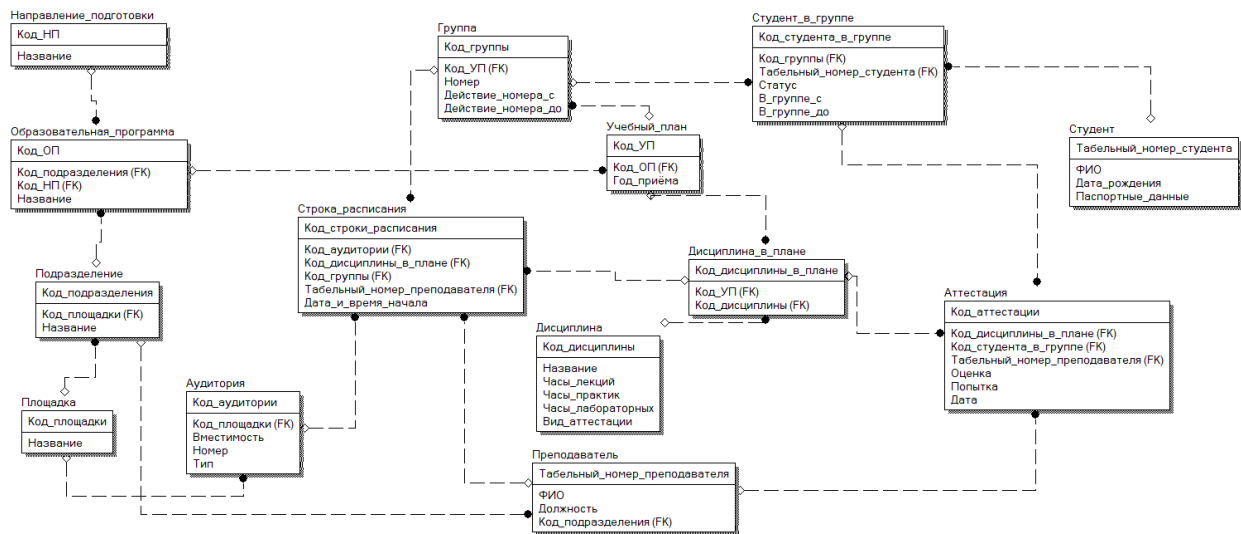 Направление_подготовки
Код_НП
Название
Образовательная_программа
Код_ОП
Код_подразделения (FK)
Код_НП (FK)
Название
Подразделение
Код_подразделения
Код_площадки (FK)
Название
Площадка
Код_площадки
Название
Группа
Код_группы
Код_УП (FK)
Номер
Действие_номера_с
Действие_номера_до
Учебный_план
Код_УП
Код_ОП (FK)
Год_приёма
Строка_расписания
Код_строки_расписания
Код_аудитории (FK)
Код_дисциплины_в_плане (FK)
Код_группы (FK)
Табельный_номер_преподавателя (FK)
Дата_и_время_начала
Аудитория
Код_аудитории
Код_площадки (FK)
Вместимость
Номер
Тип
Дисциплина_в_плане
Код_дисциплины_в_плане
Код_УП (FK)
Код_дисциплины (FK)
Дисциплина
Код_дисциплины
Название
Часы_лекций
Часы_практик
Часы_лабораторных
Вид_аттестации
Преподаватель
Табельный_номер_преподавателя
ФИО
Должность
Код_подразделения (FK)
Студент_в_группе
Код_студента_в_группе
Код_группы (FK)
Табельный_номер_студента (FK)
Статус
В_группе_с
В_группе_до
Студент
Табельный_номер_студента
ФИО
Дата_рождения
Паспортные_данные
Аттестация
Код_аттестации
Код_дисциплины_в_плане (FK)
Код_студента_в_группе (FK)
Табельный_номер_преподавателя (FK)
Оценка
Попытка
Дата